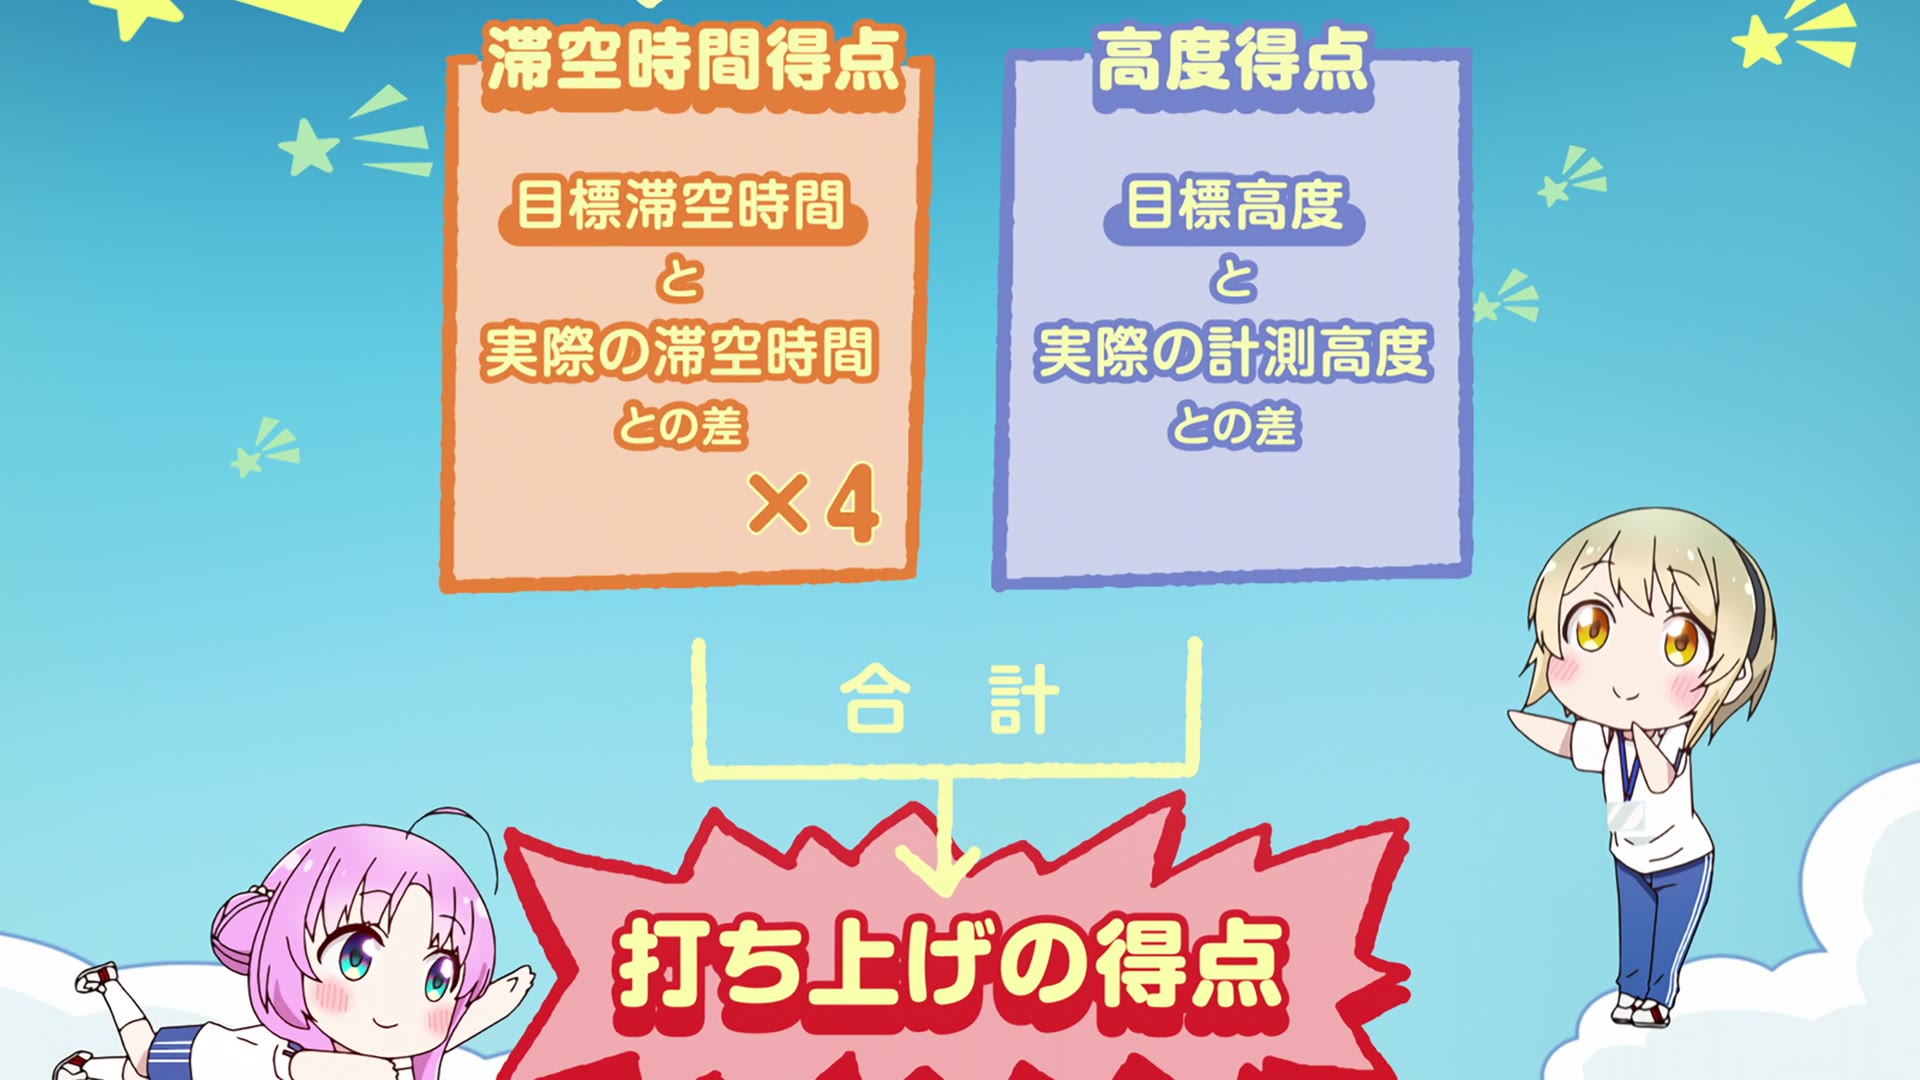 滞空時間得点
目標滞空時間
と
実際の滞空時間
との差
×4
高度得点
目標高度
と
実際の計測高度
との差
合計
打ち上げの得点